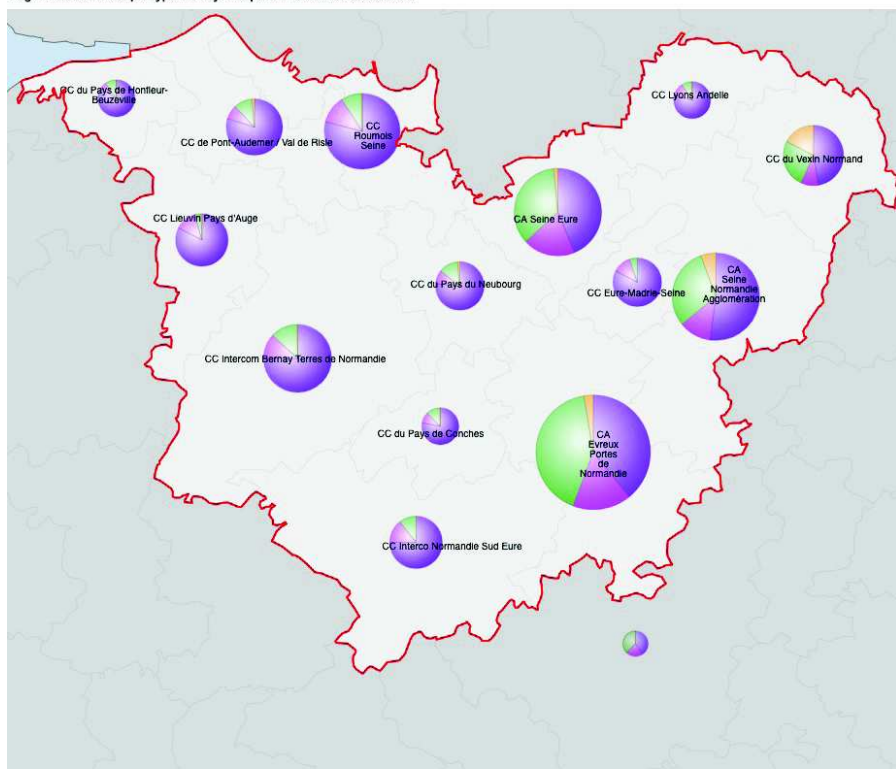 CC du Pays de Honfleur-
Beuzeville
CC de Pont-Audemer / Val de Risle
CC
Roumois
Seine
CC Lyons Andelle
CC du Vexin Normand
CC Lieuvin Pays d'Auge
CA Seine Eure
CC du Pays du Neubourg
CC Eure-Madrie-Seine
CA
Seine
Normandie
Agglomération
CC Intercom Bernay Terres de Normandie
CC du Pays de Conches
CA
Evreux
Portes
de
Normandie
CC Interco Normandie Sud Eure